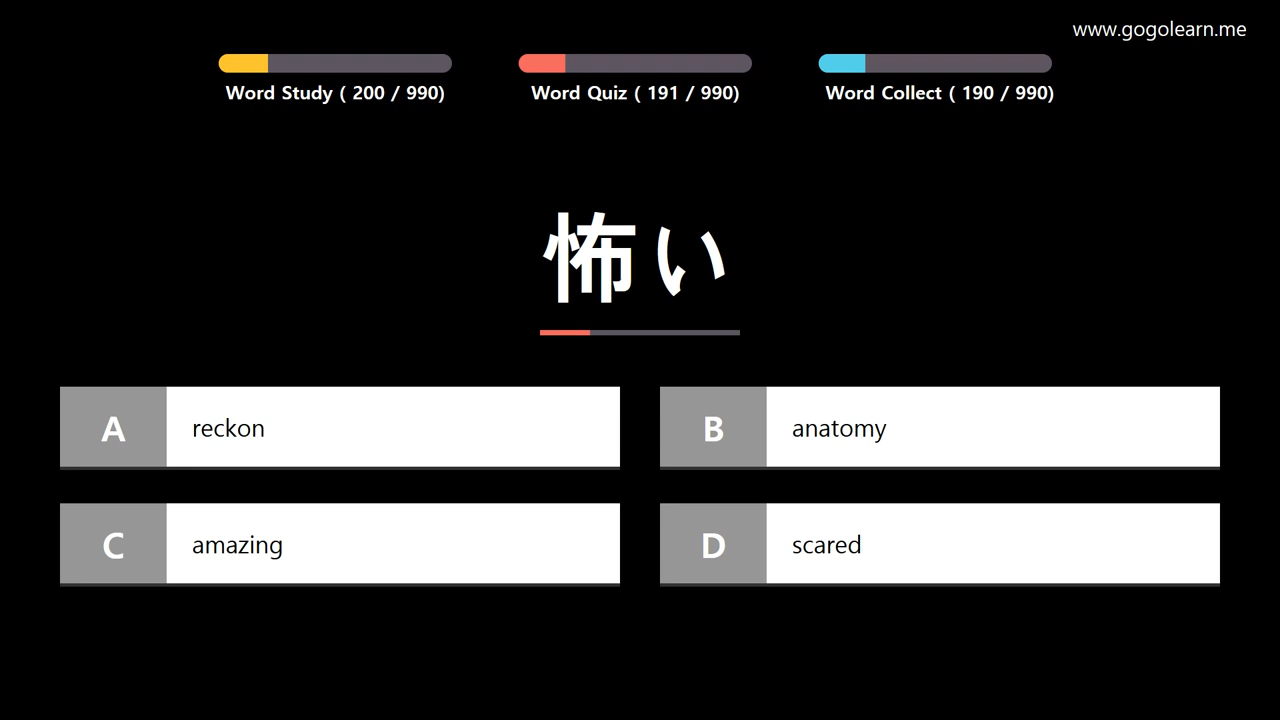 www.gogolearn.me
Word Study ( 200 / 990)
Word Quiz ( 191 / 990)
Word Collect ( 190 / 990)
怖い
A reckon
B anatomy
C amazing
D scared